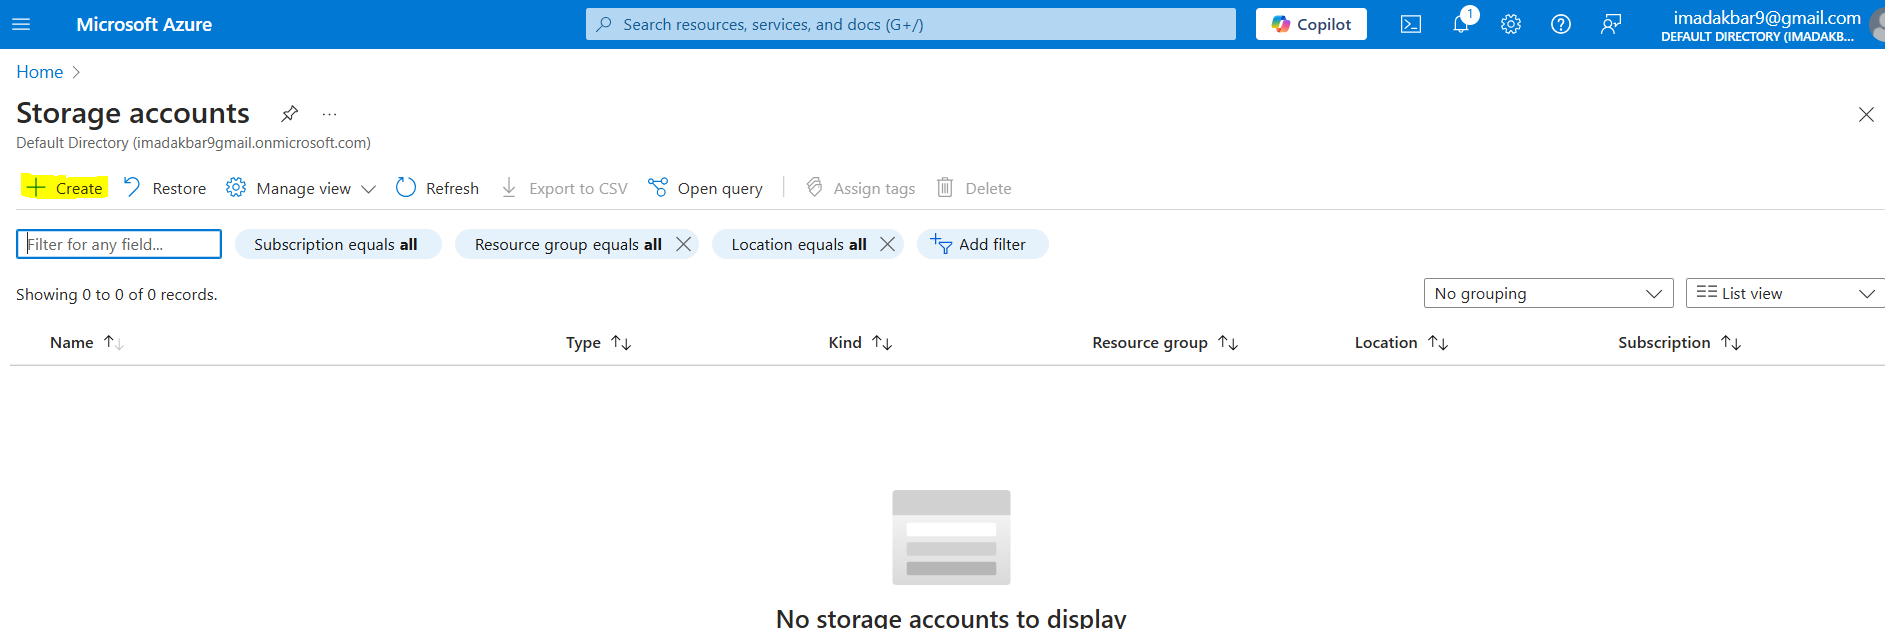 Microsoft Azure
Search resources, services, and docs (G+/)
Copilot
1
imadakbar9@gmail.com
DEFAULT DIRECTORY (IMADAKB...
Home
Storage accounts
Default Directory (imadakbar9gmail.onmicrosoft.com)
Create Restore Manage view Refresh Export to CSV Open query Assign tags Delete
Filter for any field... Subscription equals all Resource group equals all Location equals all Add filter
Showing 0 to 0 of 0 records. No grouping List view
Name Type Kind Resource group Location Subscription
No storage accounts to display